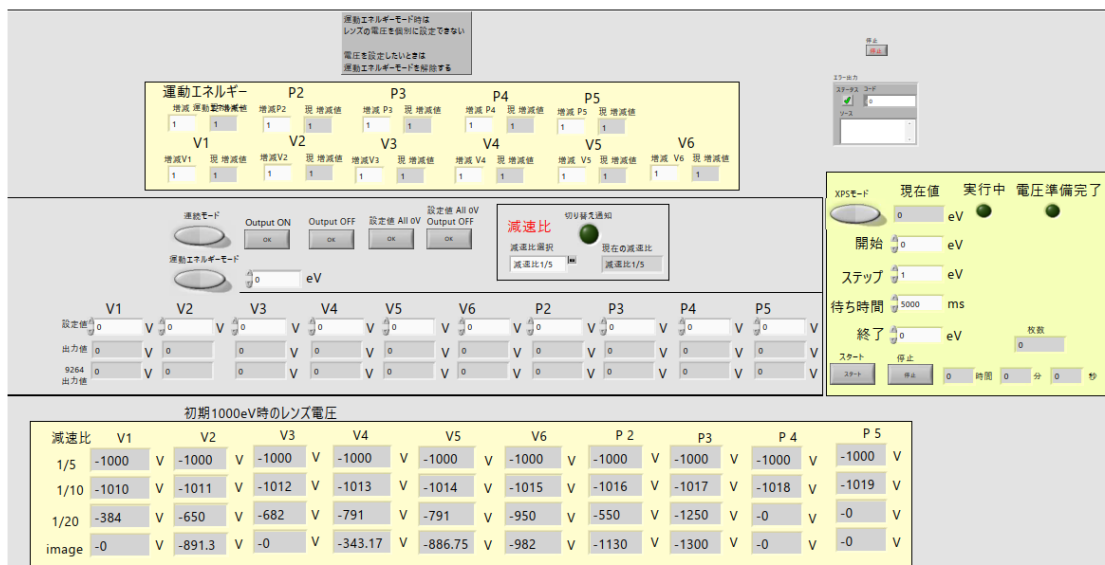 運動エネルギーモード時は
レンズの電圧を個別に設定できない
電圧を設定したいときは
運動エネルギーモードを解除する
停止
停止
エラー出力
ステータス コード
0
ソース
運動エネルギー P2 P3 P4 P5
増減 運動エネルギー 現 増減値 増減P2 現 増減値 増減 P3 現 増減値 増減 P4 現 増減値 増減 P5 現 増減値
1 1 1 1 1 1 1 1 1 1
V1 V2 V3 V4 V5 V6
増減V1 現 増減値 増減V2 現 増減値 増減V3 現 増減値 増減 V4 現 増減値 増減 V5 現 増減値 増減 V6 現 増減値
1 1 1 1 1 1 1 1 1 1 1 1
連続モード
Output ON Output OFF 設定値 All 0V 設定値 All 0V Output OFF
OK OK OK OK
運動エネルギーモード
0 eV
減速比 切り替え通知
減速比選択 現在の減速比
減速比1/5 減速比1/5
V1 V2 V3 V4 V5 V6 P2 P3 P4 P5
設定値 0 V 0 V 0 V 0 V 0 V 0 V 0 V 0 V 0 V 0 V
出力値 0 V 0 0 V 0 V 0 V 0 V 0 V 0 V 0 V 0 V
9264 出力値 0 V 0 0 V 0 V 0 V 0 V 0 V 0 V 0 V 0 V
XPSモード 現在値 実行中 電圧準備完了
0 eV
開始 0 eV
ステップ 1 eV
待ち時間 5000 ms
終了 0 eV
枚数
0
スタート 停止
スタート 停止 0 時間 0 分 0 秒
初期1000eV時のレンズ電圧
減速比 V1 V2 V3 V4 V5 V6 P 2 P3 P 4 P 5
1/5 -1000 V -1000 V -1000 V -1000 V -1000 V -1000 V -1000 V -1000 V -1000 V -1000 V
1/10 -1010 V -1011 V -1012 V -1013 V -1014 V -1015 V -1016 V -1017 V -1018 V -1019 V
1/20 -384 V -650 V -682 V -791 V -791 V -950 V -550 V -1250 V -0 V -0 V
image -0 V -891.3 V -0 V -343.17 V -886.75 V -982 V -1130 V -1300 V -0 V -0 V